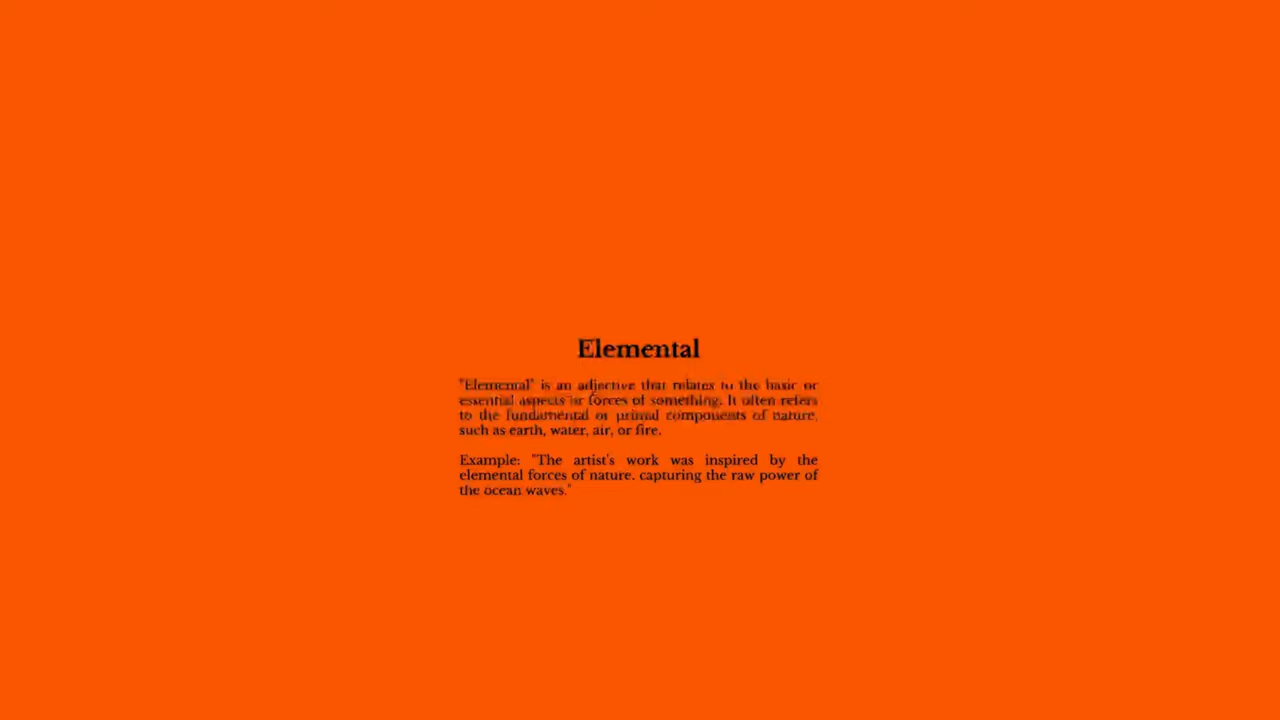 Elemental
"Elemental" is an adjective that relates to the basic or
essential aspects or forces of something. It often refers
to the fundamental or primal components of nature,
such as earth, water, air, or fire.
Example: "The artist's work was inspired by the
elemental forces of nature, capturing the raw power of
the ocean waves."